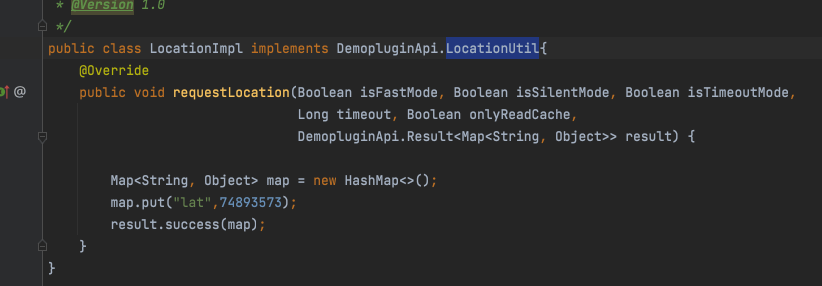 * @Version 1.0
*/
public class LocationImpl implements DemopluginApi.LocationUtil{
@Override
public void requestLocation(Boolean isFastMode, Boolean isSilentMode, Boolean isTimeoutMode,
Long timeout, Boolean onlyReadCache,
DemopluginApi.Result<Map<String, Object>> result) {
Map<String, Object> map = new HashMap<>();
map.put("lat",74893573);
result.success(map);
}
}